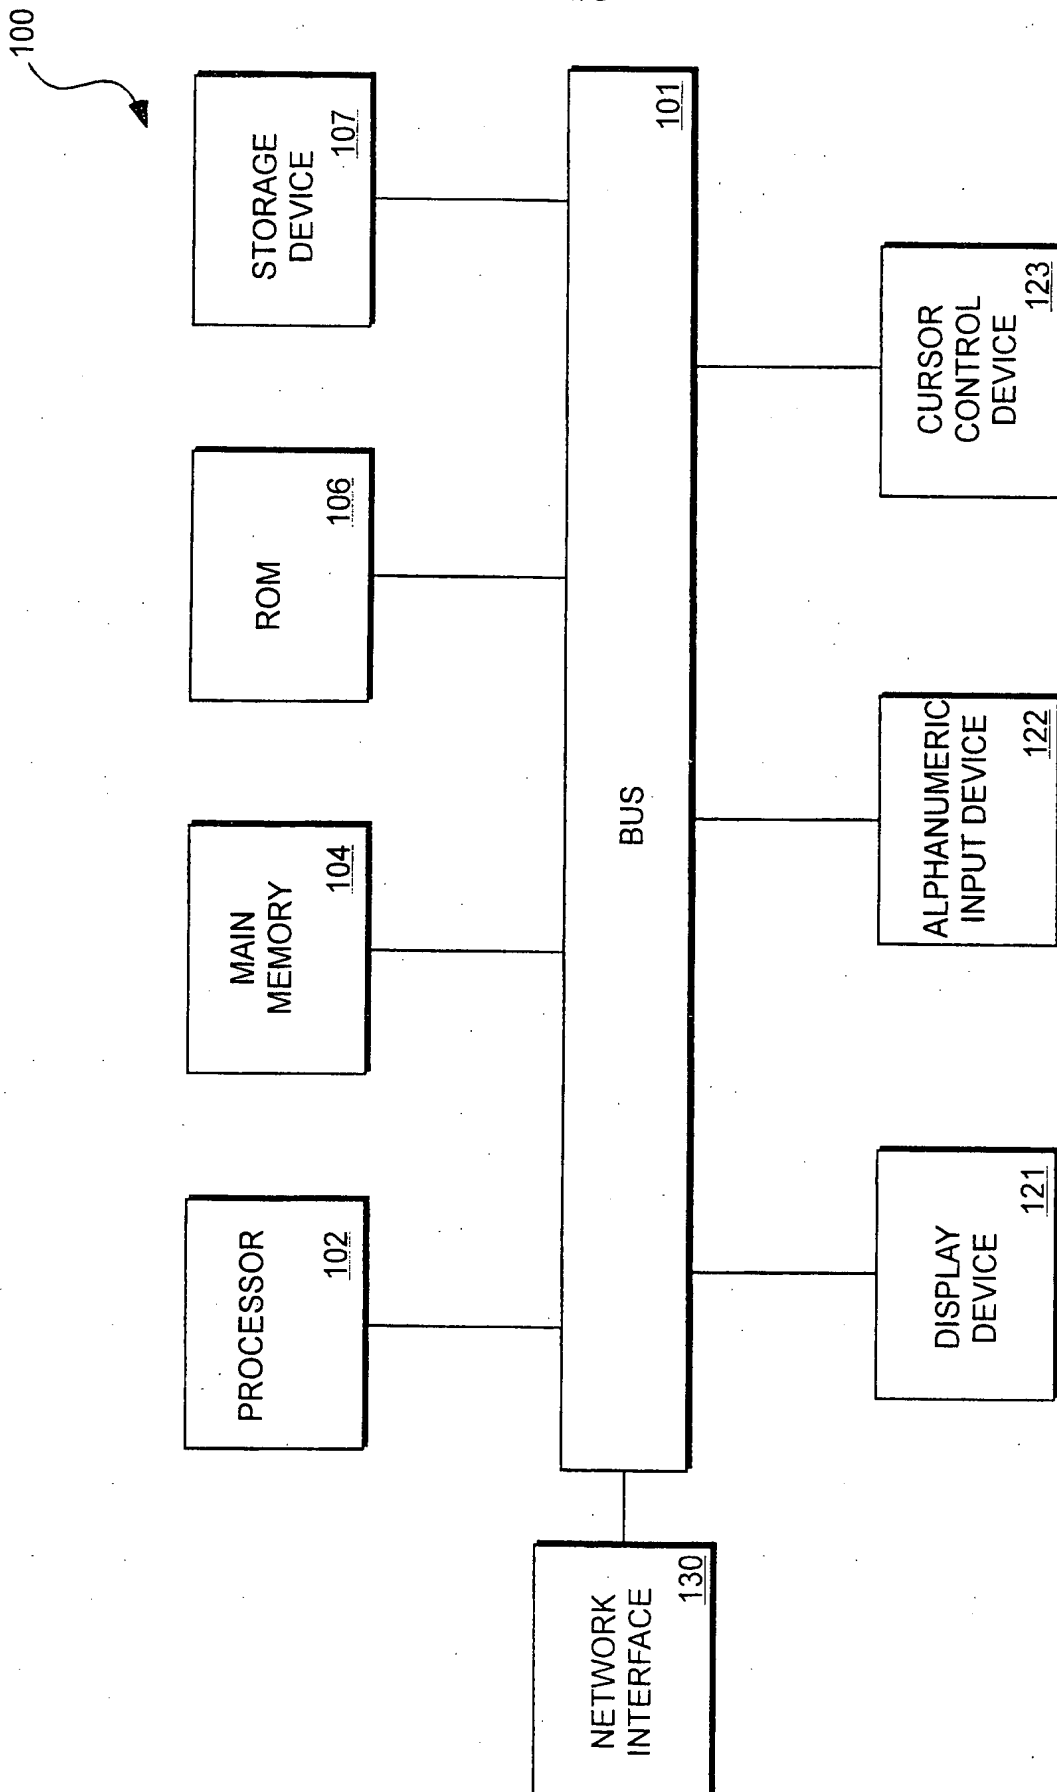 100
PROCESSOR
102
MAIN
MEMORY
104
ROM
106
STORAGE
DEVICE
107
NETWORK
INTERFACE
130
BUS
101
DISPLAY
DEVICE
121
ALPHANUMERIC
INPUT DEVICE
122
CURSOR
CONTROL
DEVICE
123